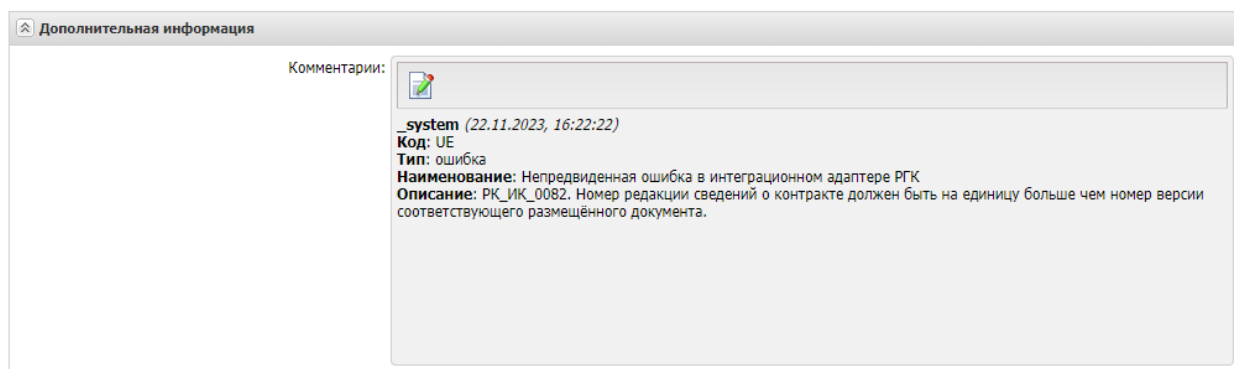 Дополнительная информация
Комментарии:
_system (22.11.2023, 16:22:22)
Код: UE
Тип: ошибка
Наименование: Непредвиденная ошибка в интеграционном адаптере РГК
Описание: РК_ИК_0082. Номер редакции сведений о контракте должен быть на единицу больше чем номер версии
соответствующего размещённого документа.